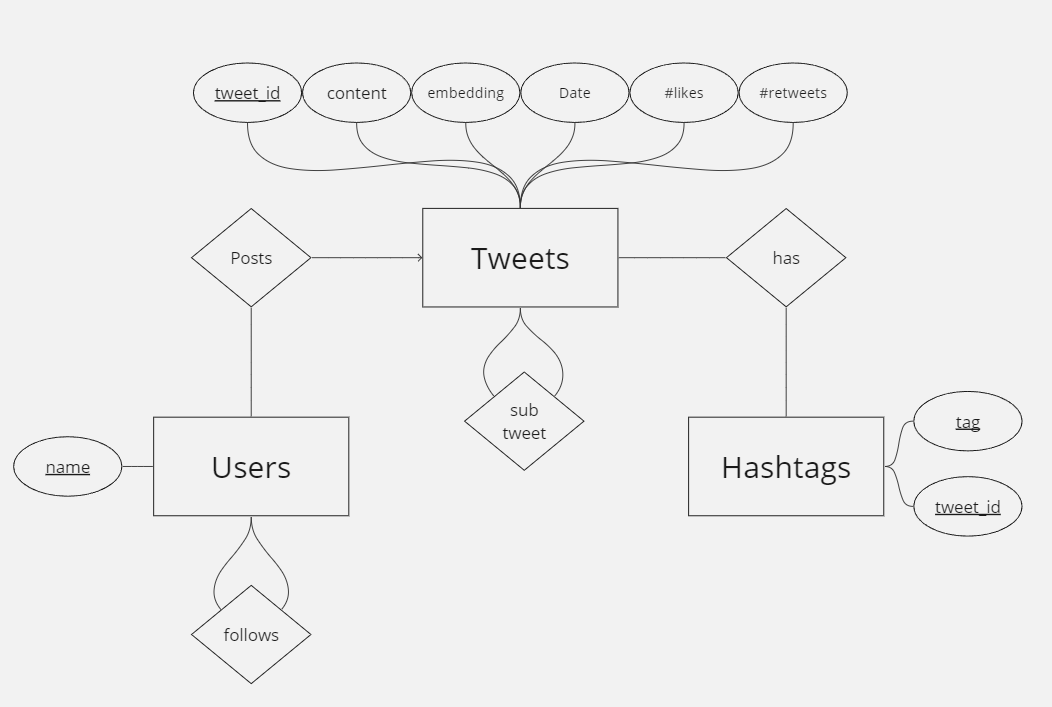 tweet_id
content
embedding
Date
#likes
#retweets
Posts
Tweets
has
sub
tweet
name
Users
Hashtags
tag
tweet_id
follows